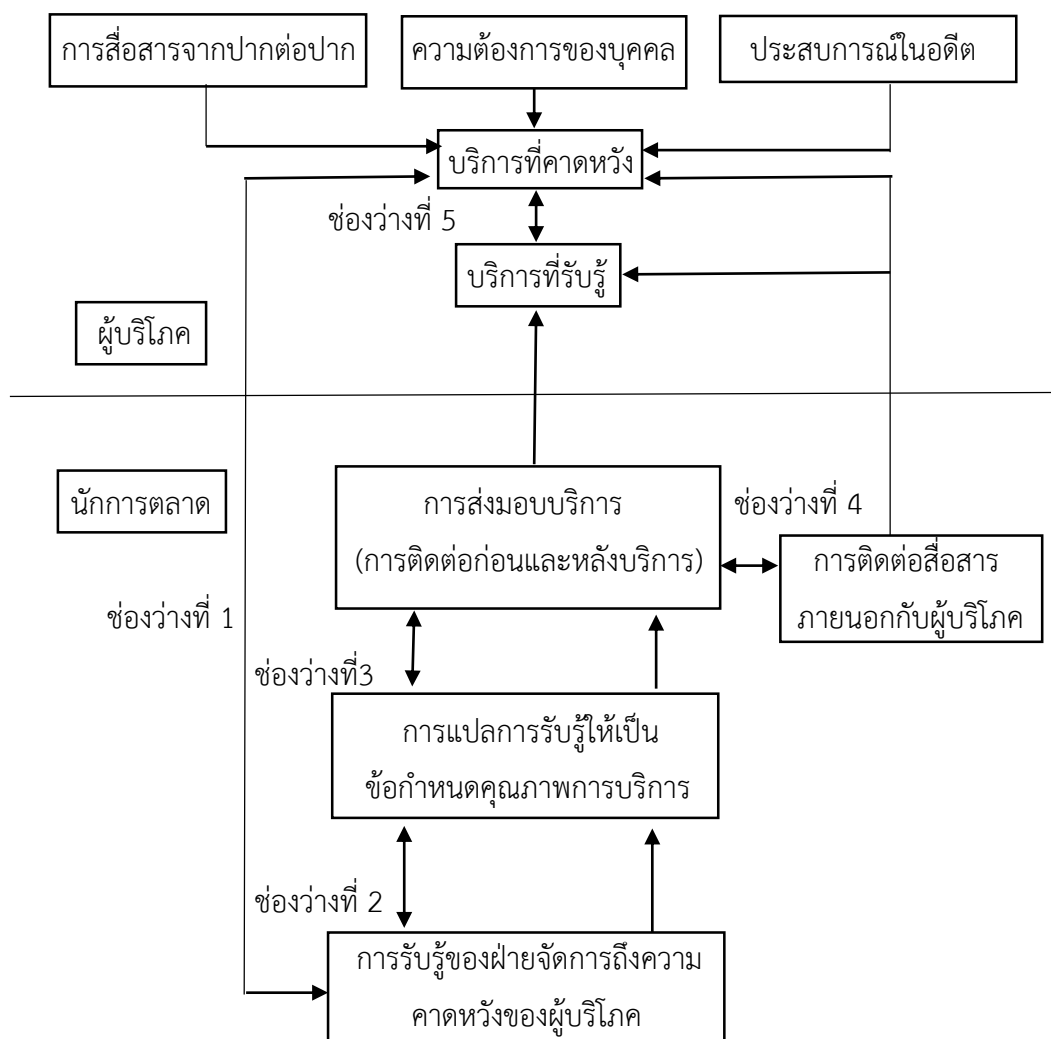 การสื่อสารจากปากต่อปาก
ความต้องการของบุคคล
ประสบการณ์ในอดีต
บริการที่คาดหวัง
ช่องว่างที่ 5
บริการที่รับรู้
ผู้บริโภค
นักการตลาด
การส่งมอบบริการ
(การติดต่อก่อนและหลังบริการ)
ช่องว่างที่ 4
การติดต่อสื่อสาร
ภายนอกกับผู้บริโภค
ช่องว่างที่ 1
ช่องว่างที่3
การแปลการรับรู้ให้เป็น
ข้อกำหนดคุณภาพการบริการ
ช่องว่างที่ 2
การรับรู้ของฝ่ายจัดการถึงความ
คาดหวังของผู้บริโภค